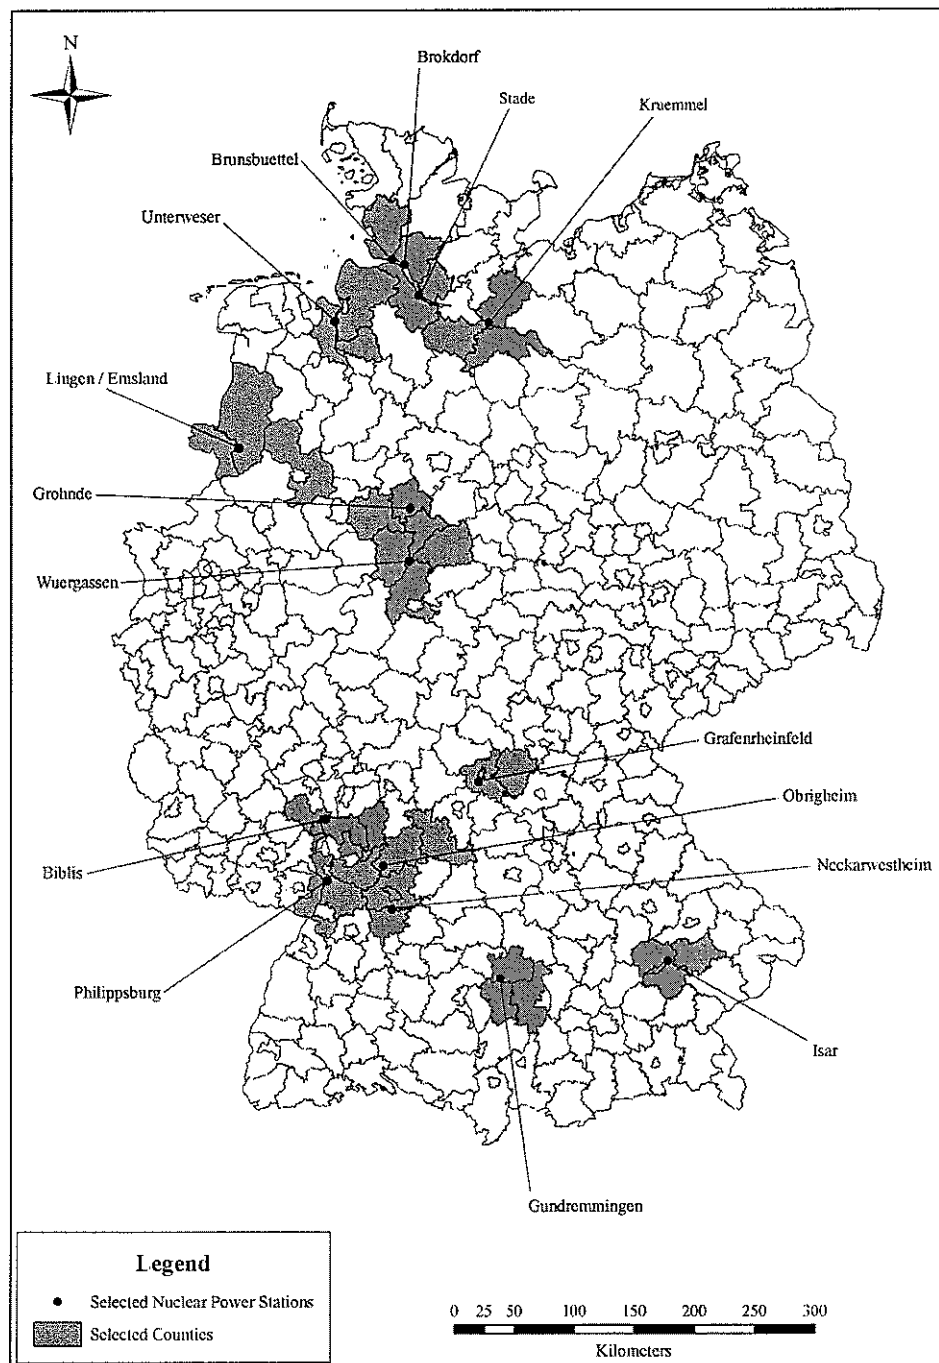 N
Brokdorf
Stade
Kruemmel
Brunsbuettel
Unterweser
Lingen / Emsland
Grohnde
Wuergassen
Grafenrheinfeld
Obrigheim
Neckarwestheim
Biblis
Philippsburg
Isar
Gundremmingen
Legend
Selected Nuclear Power Stations
Selected Counties
0 25 50 100 150 200 250 300
Kilometers